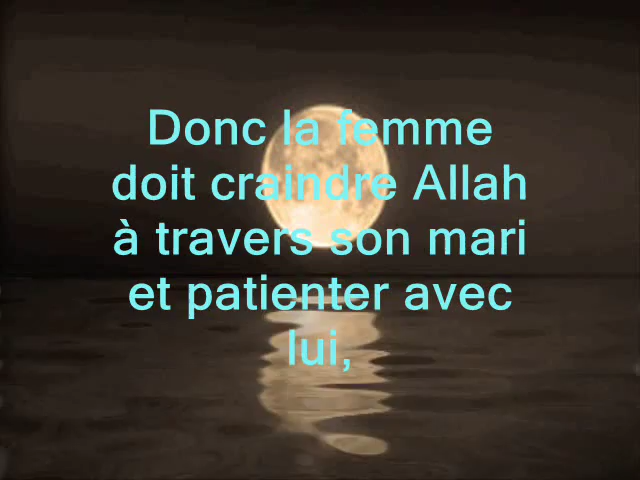 Donc la femme
doit craindre Allah
à travers son mari
et patienter avec
lui,